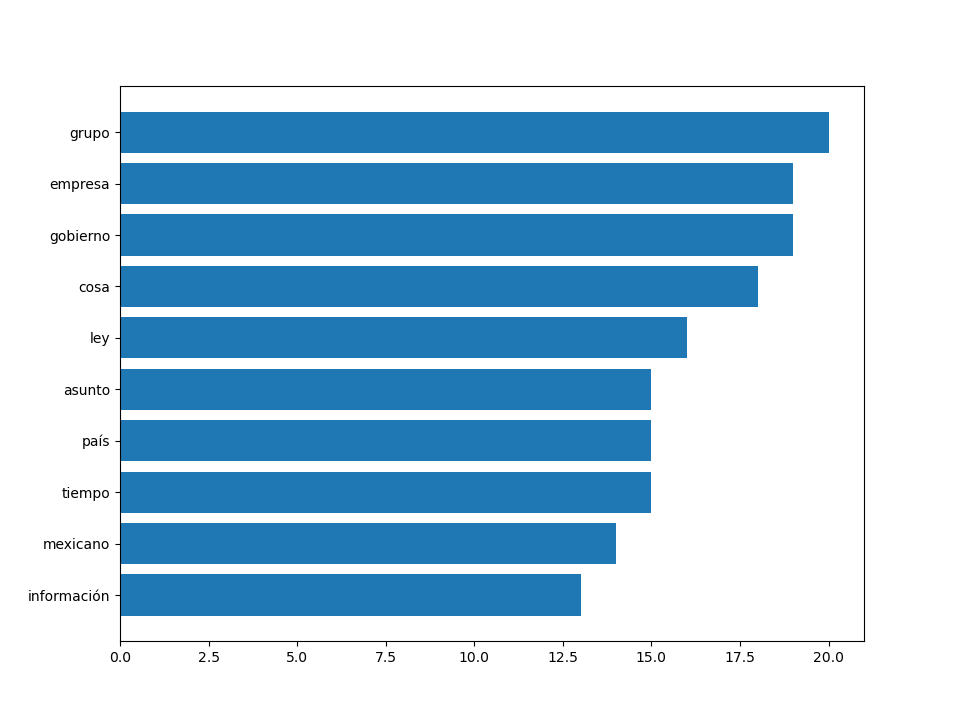 grupo
empresa
gobierno
cosa
ley
asunto
país
tiempo
mexicano
información
0.0 2.5 5.0 7.5 10.0 12.5 15.0 17.5 20.0